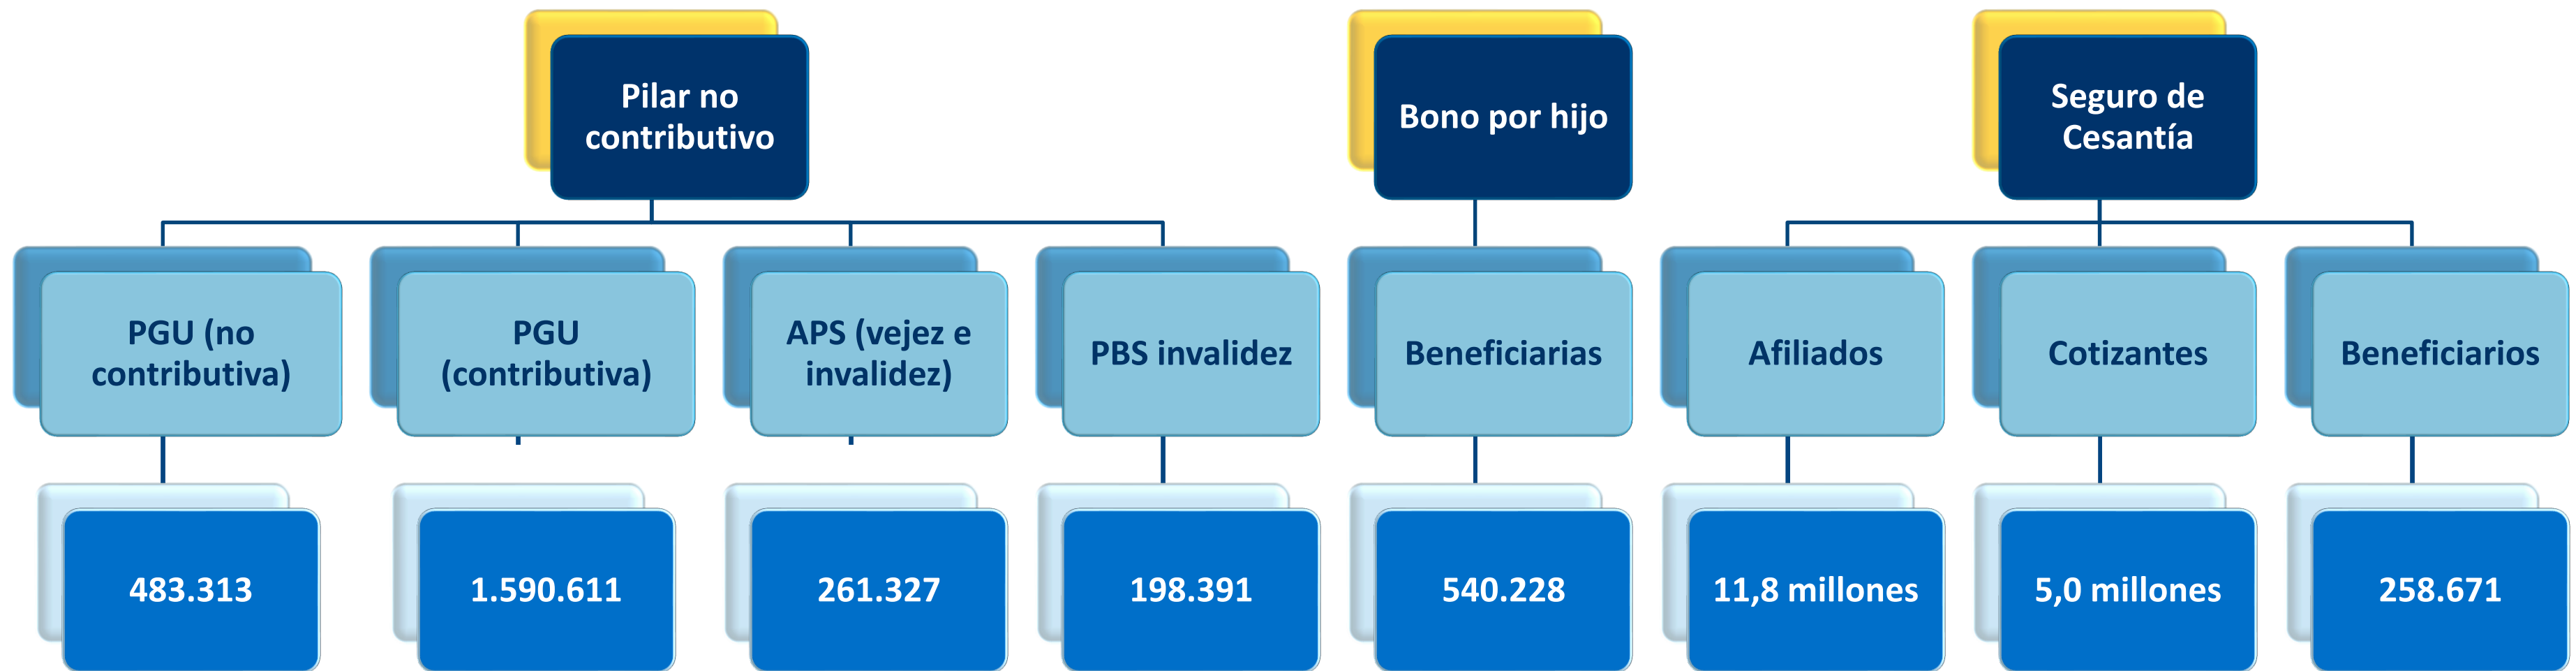 Pilar no
contributivo
Bono por hijo
Seguro de
Cesantía
PGU (no
contributiva)
PGU
(contributiva)
APS (vejez e
invalidez)
PBS invalidez
Beneficiarias
Afiliados
Cotizantes
Beneficiarios
483.313
1.590.611
261.327
198.391
540.228
11,8 millones
5,0 millones
258.671